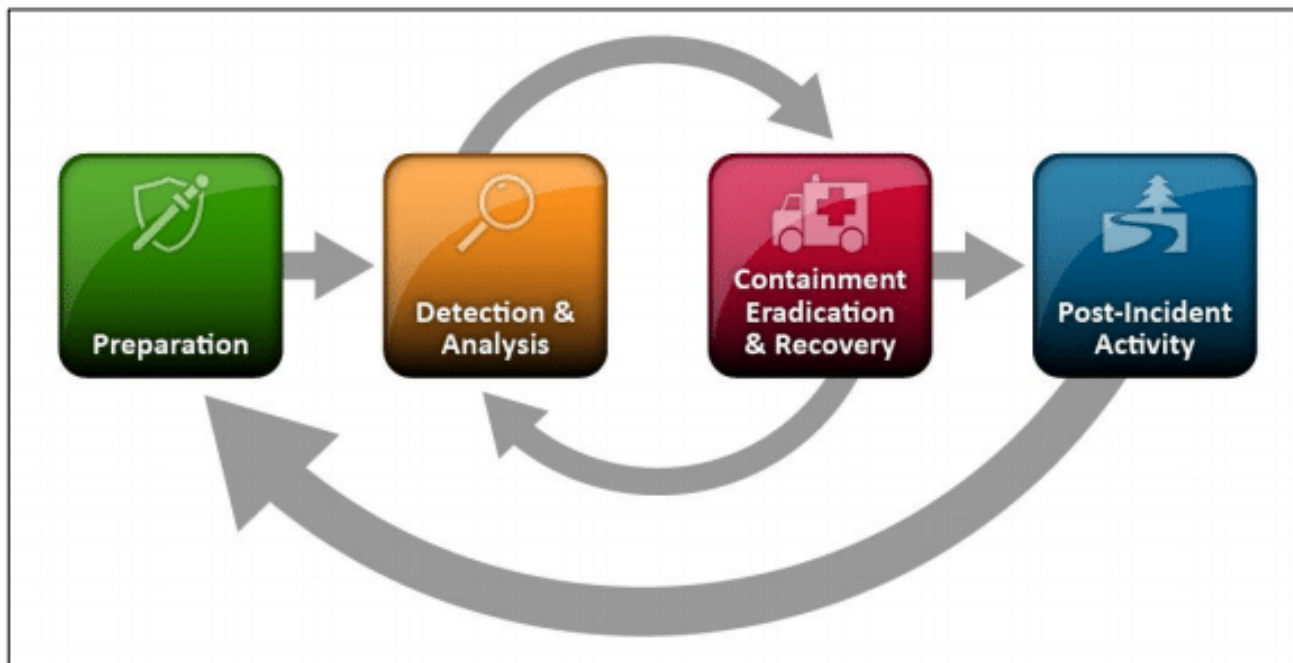 Preparation
Detection &
Analysis
Containment
Eradication
& Recovery
Post-Incident
Activity